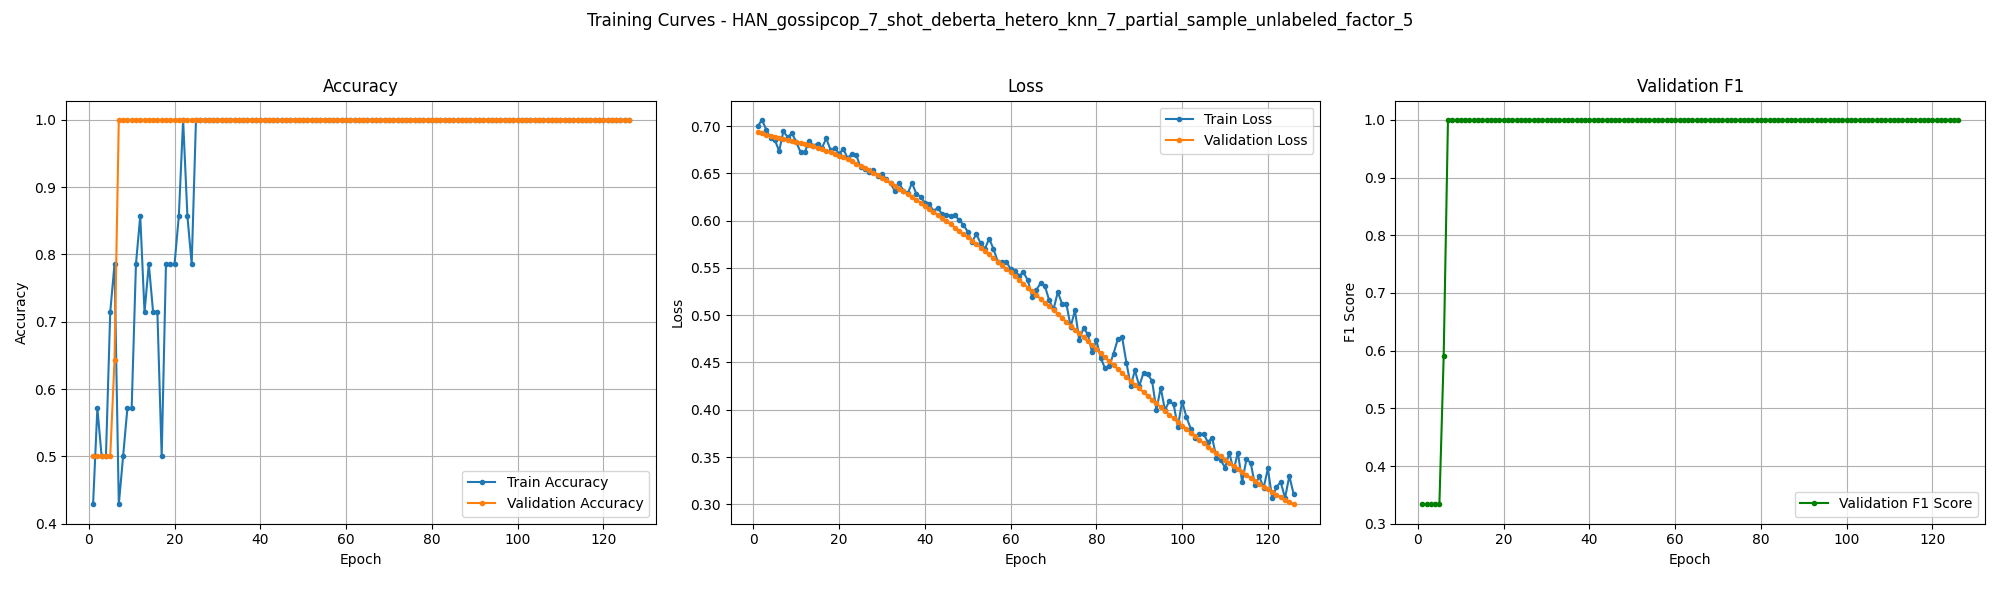 Training Curves - HAN_gossipcop_7_shot_deberta_hetero_knn_7_partial_sample_unlabeled_factor_5
Accuracy
1.0
0.9
0.8
0.7
0.6
0.5
0.4
Accuracy
0 20 40 60 80 100 120
Epoch
Train Accuracy
Validation Accuracy
Loss
0.70
0.65
0.60
0.55
0.50
0.45
0.40
0.35
0.30
Loss
0 20 40 60 80 100 120
Epoch
Train Loss
Validation Loss
Validation F1
1.0
0.9
0.8
0.7
0.6
0.5
0.4
0.3
F1 Score
0 20 40 60 80 100 120
Epoch
Validation F1 Score